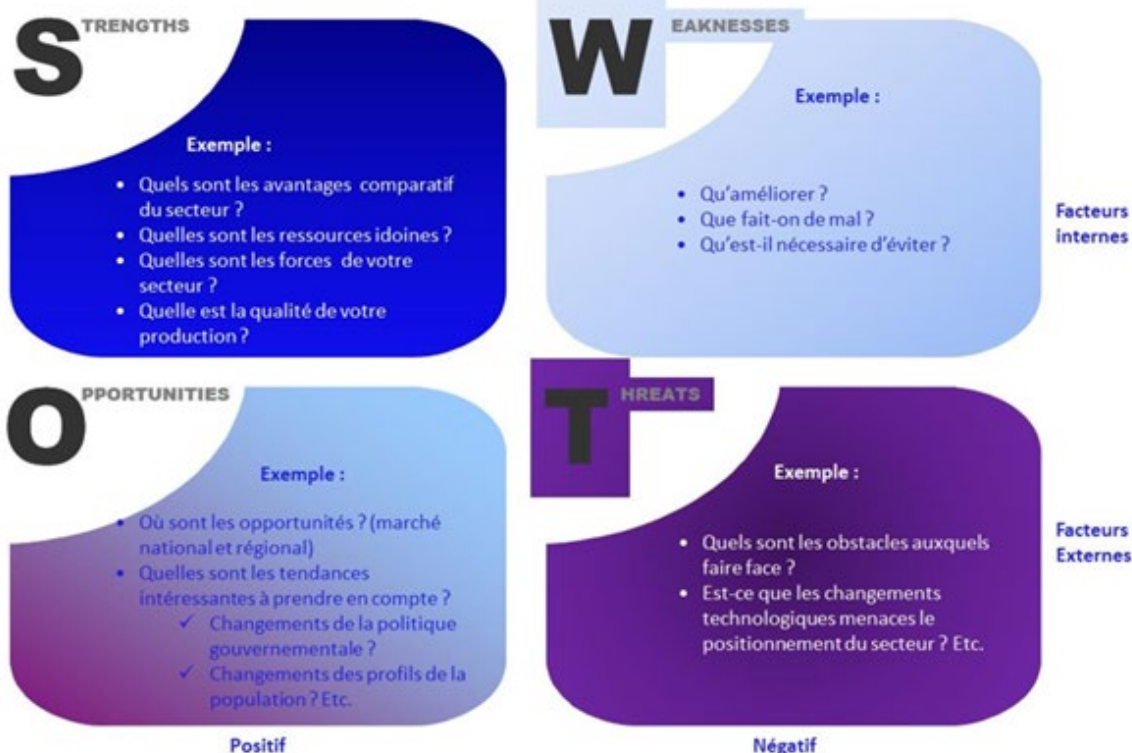 STRENGTHS
Exemple :
• Quels sont les avantages comparatif
du secteur ?
• Quelles sont les ressources idoines ?
• Quelles sont les forces de votre
secteur ?
• Quelle est la qualité de votre
production ?
WEAKNESSES
Exemple :
• Qu'améliorer ?
• Que fait-on de mal ?
• Qu'est-il nécessaire d'éviter ?
Facteurs
internes
OPPORTUNITIES
Exemple :
• Où sont les opportunités ? (marché
national et régional)
• Quelles sont les tendances
intéressantes à prendre en compte ?
✓ Changements de la politique
gouvernementale ?
✓ Changements des profils de la
population ? Etc.
THREATS
Exemple :
• Quels sont les obstacles auxquels
faire face ?
• Est-ce que les changements
technologiques menaces le
positionnement du secteur ? Etc.
Facteurs
Externes
Positif
Négatif